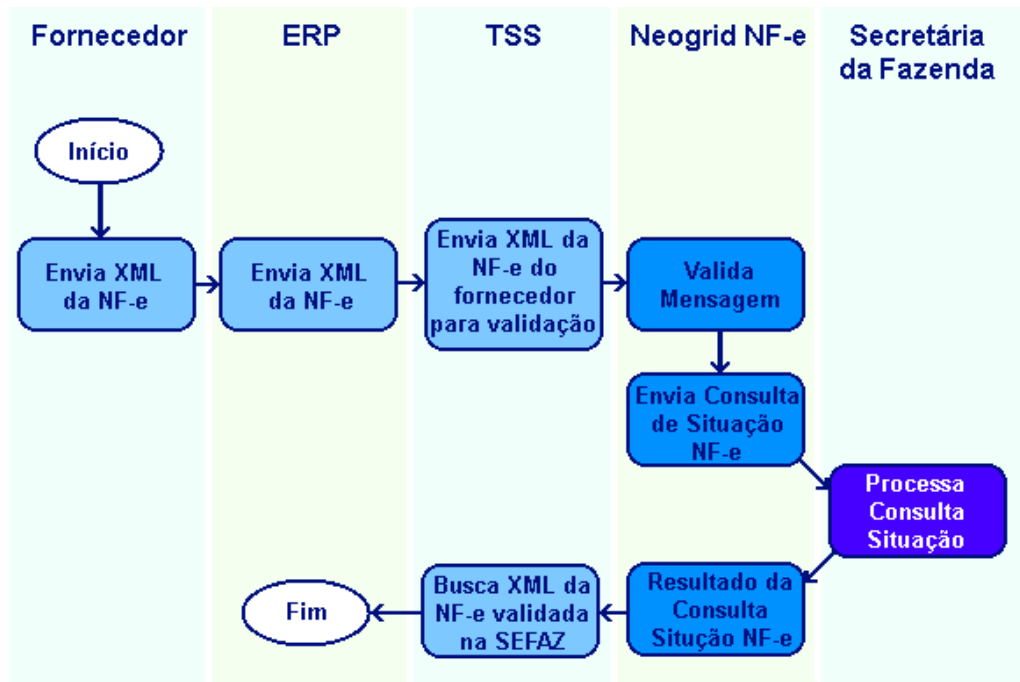 Fornecedor
ERP
TSS
Neogrid NF-e
Secretária
da Fazenda
Início
Envia XML
da NF-e
Envia XML
da NF-e
Envia XML da
NF-e do
fornecedor
para validação
Valida
Mensagem
Envia Consulta
de Situação
NF-e
Processa
Consulta
Situação
Resultado da
Consulta
Situção NF-e
Busca XML da
NF-e validada
na SEFAZ
Fim